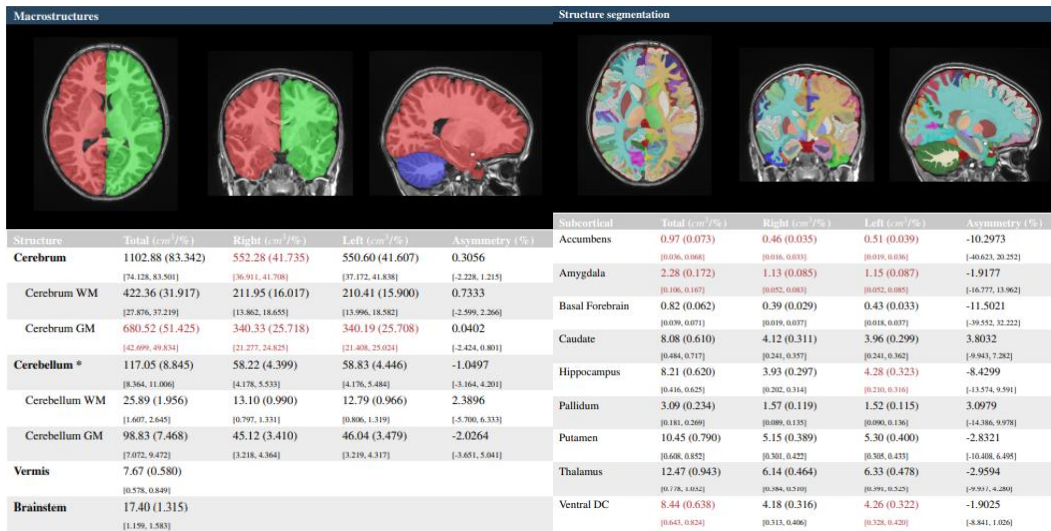 Macrostructures
Structure Total (cm³/%) Right (cm³/%) Left (cm³/%) Asymmetry (%)
Cerebrum 1102.88 (83.342) 552.28 (41.735) 550.60 (41.607) 0.3056
[74.128, 83.501] [36.911, 41.708] [37.172, 41.838] [-2.228, 1.215]
Cerebrum WM 422.36 (31.917) 211.95 (16.017) 210.41 (15.900) 0.7333
[27.876, 37.219] [13.862, 18.655] [13.996, 18.582] [-2.599, 2.266]
Cerebrum GM 680.52 (51.425) 340.33 (25.718) 340.19 (25.708) 0.0402
[42.699, 49.834] [21.277, 24.825] [21.408, 25.024] [-2.424, 0.801]
Cerebellum * 117.05 (8.845) 58.22 (4.399) 58.83 (4.446) -1.0497
[8.364, 11.006] [4.178, 5.533] [4.176, 5.484] [-3.164, 4.201]
Cerebellum WM 25.89 (1.956) 13.10 (0.990) 12.79 (0.966) 2.3896
[1.607, 2.645] [0.797, 1.331] [0.806, 1.319] [-5.700, 6.333]
Cerebellum GM 98.83 (7.468) 45.12 (3.410) 46.04 (3.479) -2.0264
[7.072, 9.472] [3.218, 4.364] [3.219, 4.317] [-3.651, 5.041]
Vermis 7.67 (0.580)
[0.578, 0.849]
Brainstem 17.40 (1.315)
[1.159, 1.583]
Structure segmentation
Subcortical Total (cm³/%) Right (cm³/%) Left (cm³/%) Asymmetry (%)
Accumbens 0.97 (0.073) 0.46 (0.035) 0.51 (0.039) -10.2973
[0.036, 0.068] [0.016, 0.033] [0.019, 0.036] [-40.623, 20.252]
Amygdala 2.28 (0.172) 1.13 (0.085) 1.15 (0.087) -1.9177
[0.106, 0.167] [0.052, 0.083] [0.052, 0.085] [-16.777, 13.962]
Basal Forebrain 0.82 (0.062) 0.39 (0.029) 0.43 (0.033) -11.5021
[0.039, 0.071] [0.019, 0.037] [0.018, 0.037] [-39.552, 32.222]
Caudate 8.08 (0.610) 4.12 (0.311) 3.96 (0.299) 3.8032
[0.484, 0.717] [0.241, 0.357] [0.241, 0.362] [-9.943, 7.282]
Hippocampus 8.21 (0.620) 3.93 (0.297) 4.28 (0.323) -8.4299
[0.416, 0.625] [0.202, 0.314] [0.210, 0.316] [-13.574, 9.591]
Pallidum 3.09 (0.234) 1.57 (0.119) 1.52 (0.115) 3.0979
[0.181, 0.269] [0.089, 0.135] [0.090, 0.136] [-14.386, 9.978]
Putamen 10.45 (0.790) 5.15 (0.389) 5.30 (0.400) -2.8321
[0.608, 0.852] [0.301, 0.422] [0.305, 0.433] [-10.408, 6.495]
Thalamus 12.47 (0.943) 6.14 (0.464) 6.33 (0.478) -2.9594
[0.778, 1.032] [0.384, 0.510] [0.391, 0.525] [-9.937, 4.280]
Ventral DC 8.44 (0.638) 4.18 (0.316) 4.26 (0.322) -1.9025
[0.643, 0.824] [0.313, 0.406] [0.328, 0.420] [-8.841, 1.026]